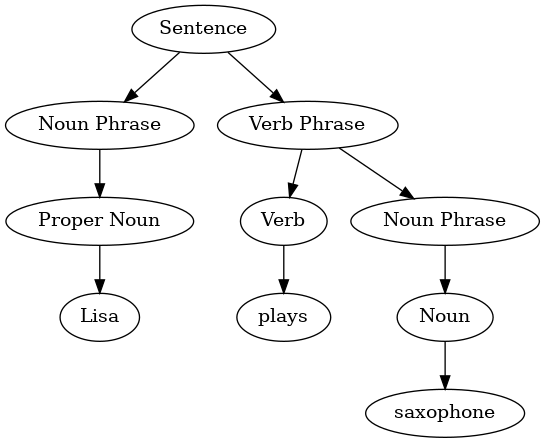 Sentence
Noun Phrase
Verb Phrase
Proper Noun
Verb
Noun Phrase
Lisa
plays
Noun
saxophone